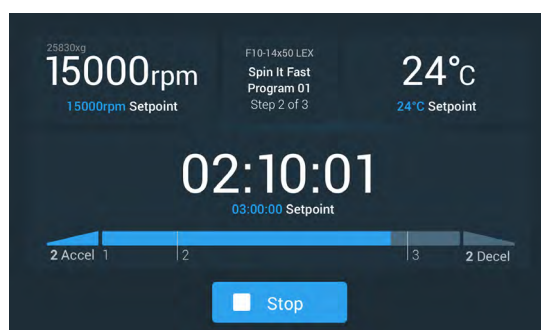 25830xg
15000rpm
15000rpm Setpoint
F10-14x50 LEX
Spin It Fast
Program 01
Step 2 of 3
24°C
24°C Setpoint
02:10:01
03:00:00 Setpoint
2 Accel 1 2 3 2 Decel
Stop